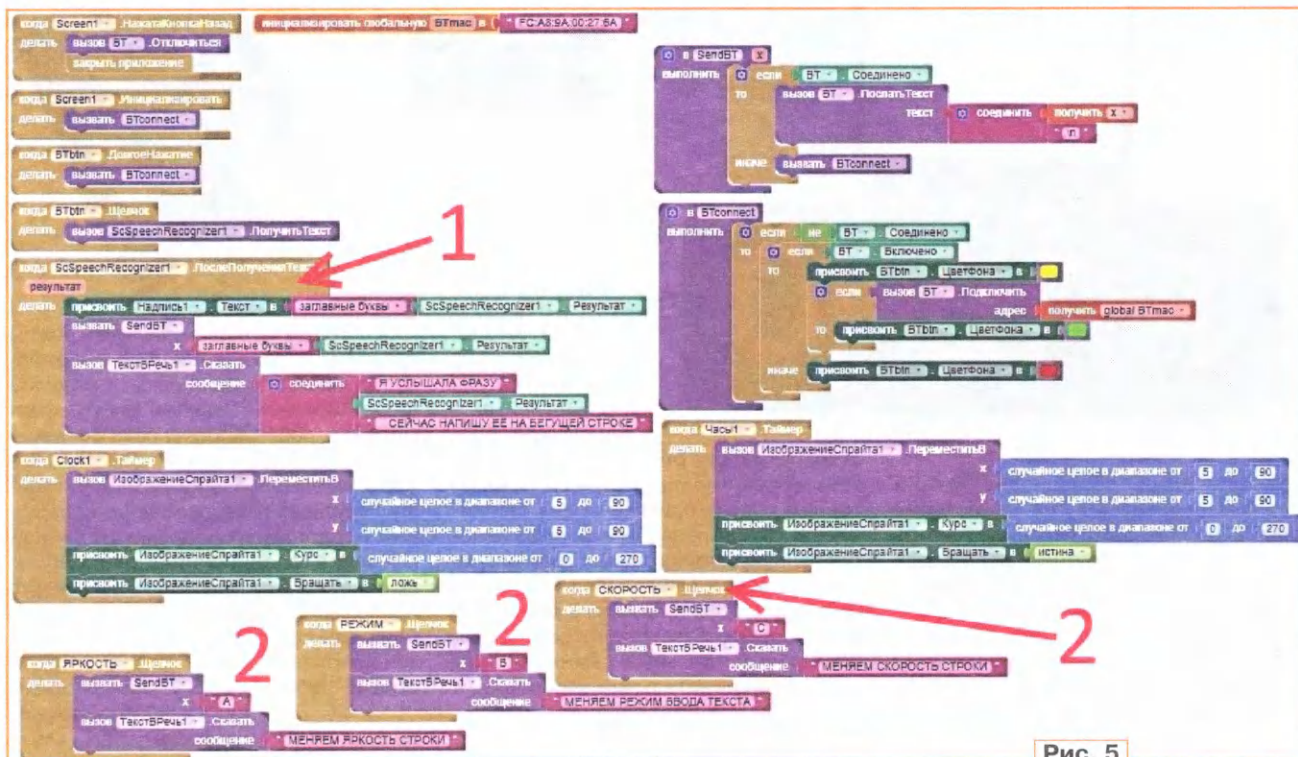 когда Screen1 .НажатаКнопкаНазад
делать вызов БТ .Отключиться
закрыть приложение
инициализировать глобальную BTmac в " FC:A8:9A:00:27:6A "
когда Screen1 .Инициализировать
делать вызвать BTconnect
когда BTbtn .ДолгоеНажатие
делать вызвать BTconnect
когда BTbtn .Щелчок
делать вызов ScSpeechRecognizer1 .ПолучитьТекст
1
когда ScSpeechRecognizer1 .ПослеПолученияТекст
результат
делать присвоить Надпись1 . Текст в заглавные буквы ScSpeechRecognizer1 . Результат
вызвать SendBT
x заглавные буквы ScSpeechRecognizer1 . Результат
вызов ТекстВРечь1 .Сказать
сообщение соединить " Я УСЛЫШАЛА ФРАЗУ "
ScSpeechRecognizer1 . Результат
" СЕЙЧАС НАПИШУ ЕЁ НА БЕГУЩЕЙ СТРОКЕ "
в SendBT x
выполнить если БТ . Соединено
то вызов БТ .ПослатьТекст
текст соединить получить x
иначе вызвать BTconnect
в BTconnect
выполнить если не БТ . Соединено
то если БТ . Включено
то присвоить BTbtn . ЦветФона в
если вызов БТ .Подключить
адрес получить global BTmac
то присвоить BTbtn . ЦветФона в
иначе присвоить BTbtn . ЦветФона в
когда Clock1 .Таймер
делать вызов ИзображениеСпрайта1 .ПереместитьВ
x случайное целое в диапазоне от 5 до 90
y случайное целое в диапазоне от 5 до 90
присвоить ИзображениеСпрайта1 . Курс в случайное целое в диапазоне от 0 до 270
присвоить ИзображениеСпрайта1 . Вращать в ложь
когда Часы1 .Таймер
делать вызов ИзображениеСпрайта1 .ПереместитьВ
x случайное целое в диапазоне от 5 до 90
y случайное целое в диапазоне от 5 до 90
присвоить ИзображениеСпрайта1 . Курс в случайное целое в диапазоне от 0 до 270
присвоить ИзображениеСпрайта1 . Вращать в истина
2
когда ЯРКОСТЬ .Щелчок
делать вызвать SendBT
x " A "
вызов ТекстВРечь1 .Сказать
сообщение " МЕНЯЕМ ЯРКОСТЬ СТРОКИ "
2
когда РЕЖИМ .Щелчок
делать вызвать SendBT
x " B "
вызов ТекстВРечь1 .Сказать
сообщение " МЕНЯЕМ РЕЖИМ ВВОДА ТЕКСТА "
2
когда СКОРОСТЬ .Щелчок
делать вызвать SendBT
x " C "
вызов ТекстВРечь1 .Сказать
сообщение " МЕНЯЕМ СКОРОСТЬ СТРОКИ "
Рис. 5